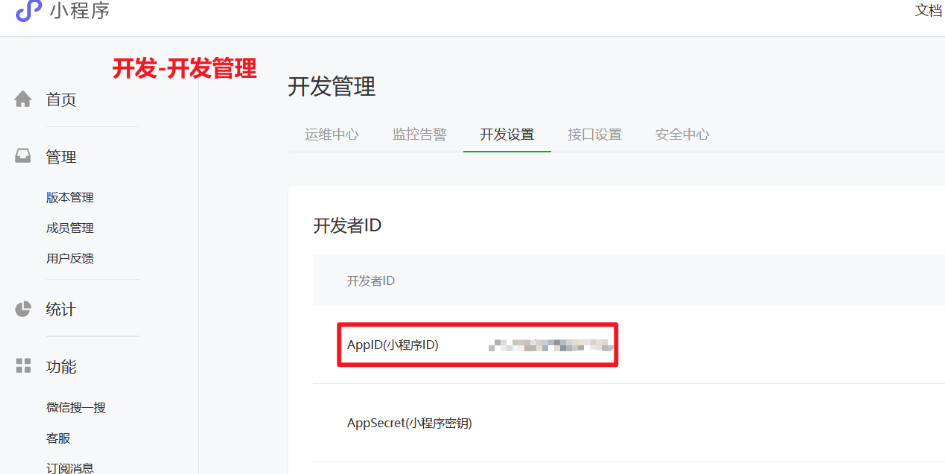 小程序
文档
开发-开发管理
首页
管理
版本管理
成员管理
用户反馈
统计
功能
微信搜一搜
客服
订阅消息
开发管理
运维中心 监控告警 开发设置 接口设置 安全中心
开发者ID
开发者ID
AppID(小程序ID)
AppSecret(小程序密钥)